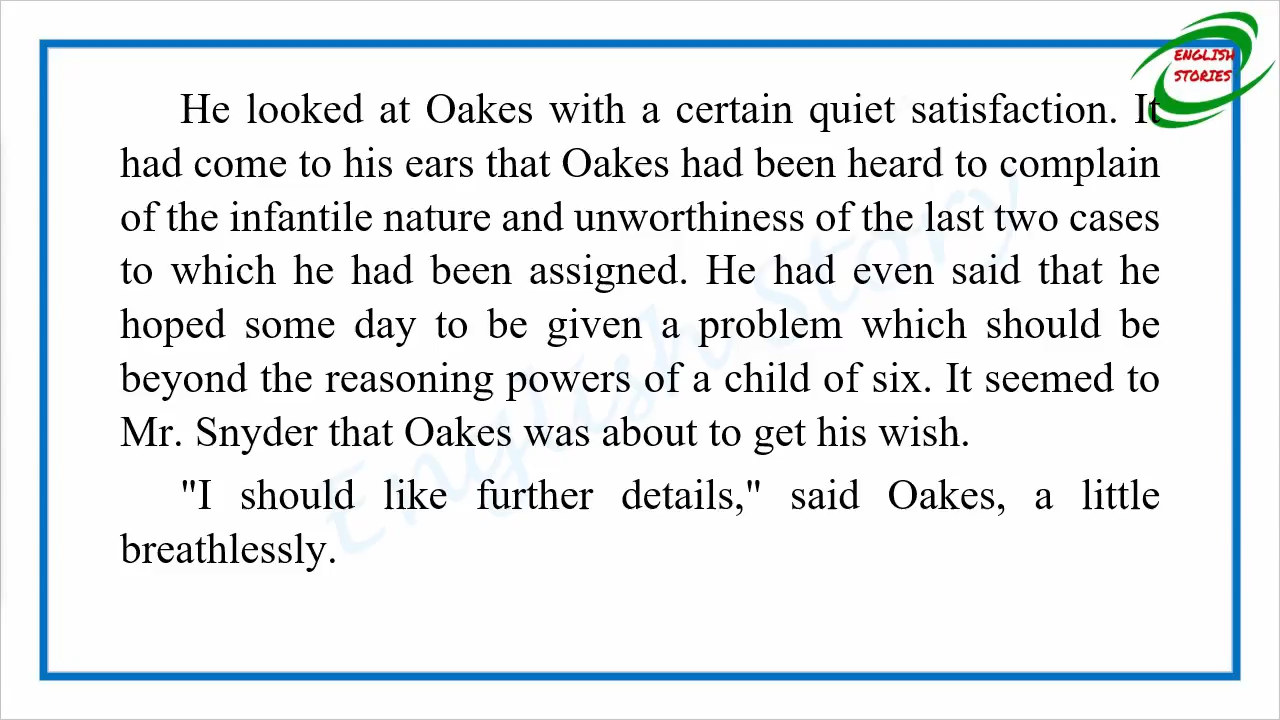 ENGLISH
STORIES
He looked at Oakes with a certain quiet satisfaction. It
had come to his ears that Oakes had been heard to complain
of the infantile nature and unworthiness of the last two cases
to which he had been assigned. He had even said that he
hoped some day to be given a problem which should be
beyond the reasoning powers of a child of six. It seemed to
Mr. Snyder that Oakes was about to get his wish.
"I should like further details," said Oakes, a little
breathlessly.
English Story